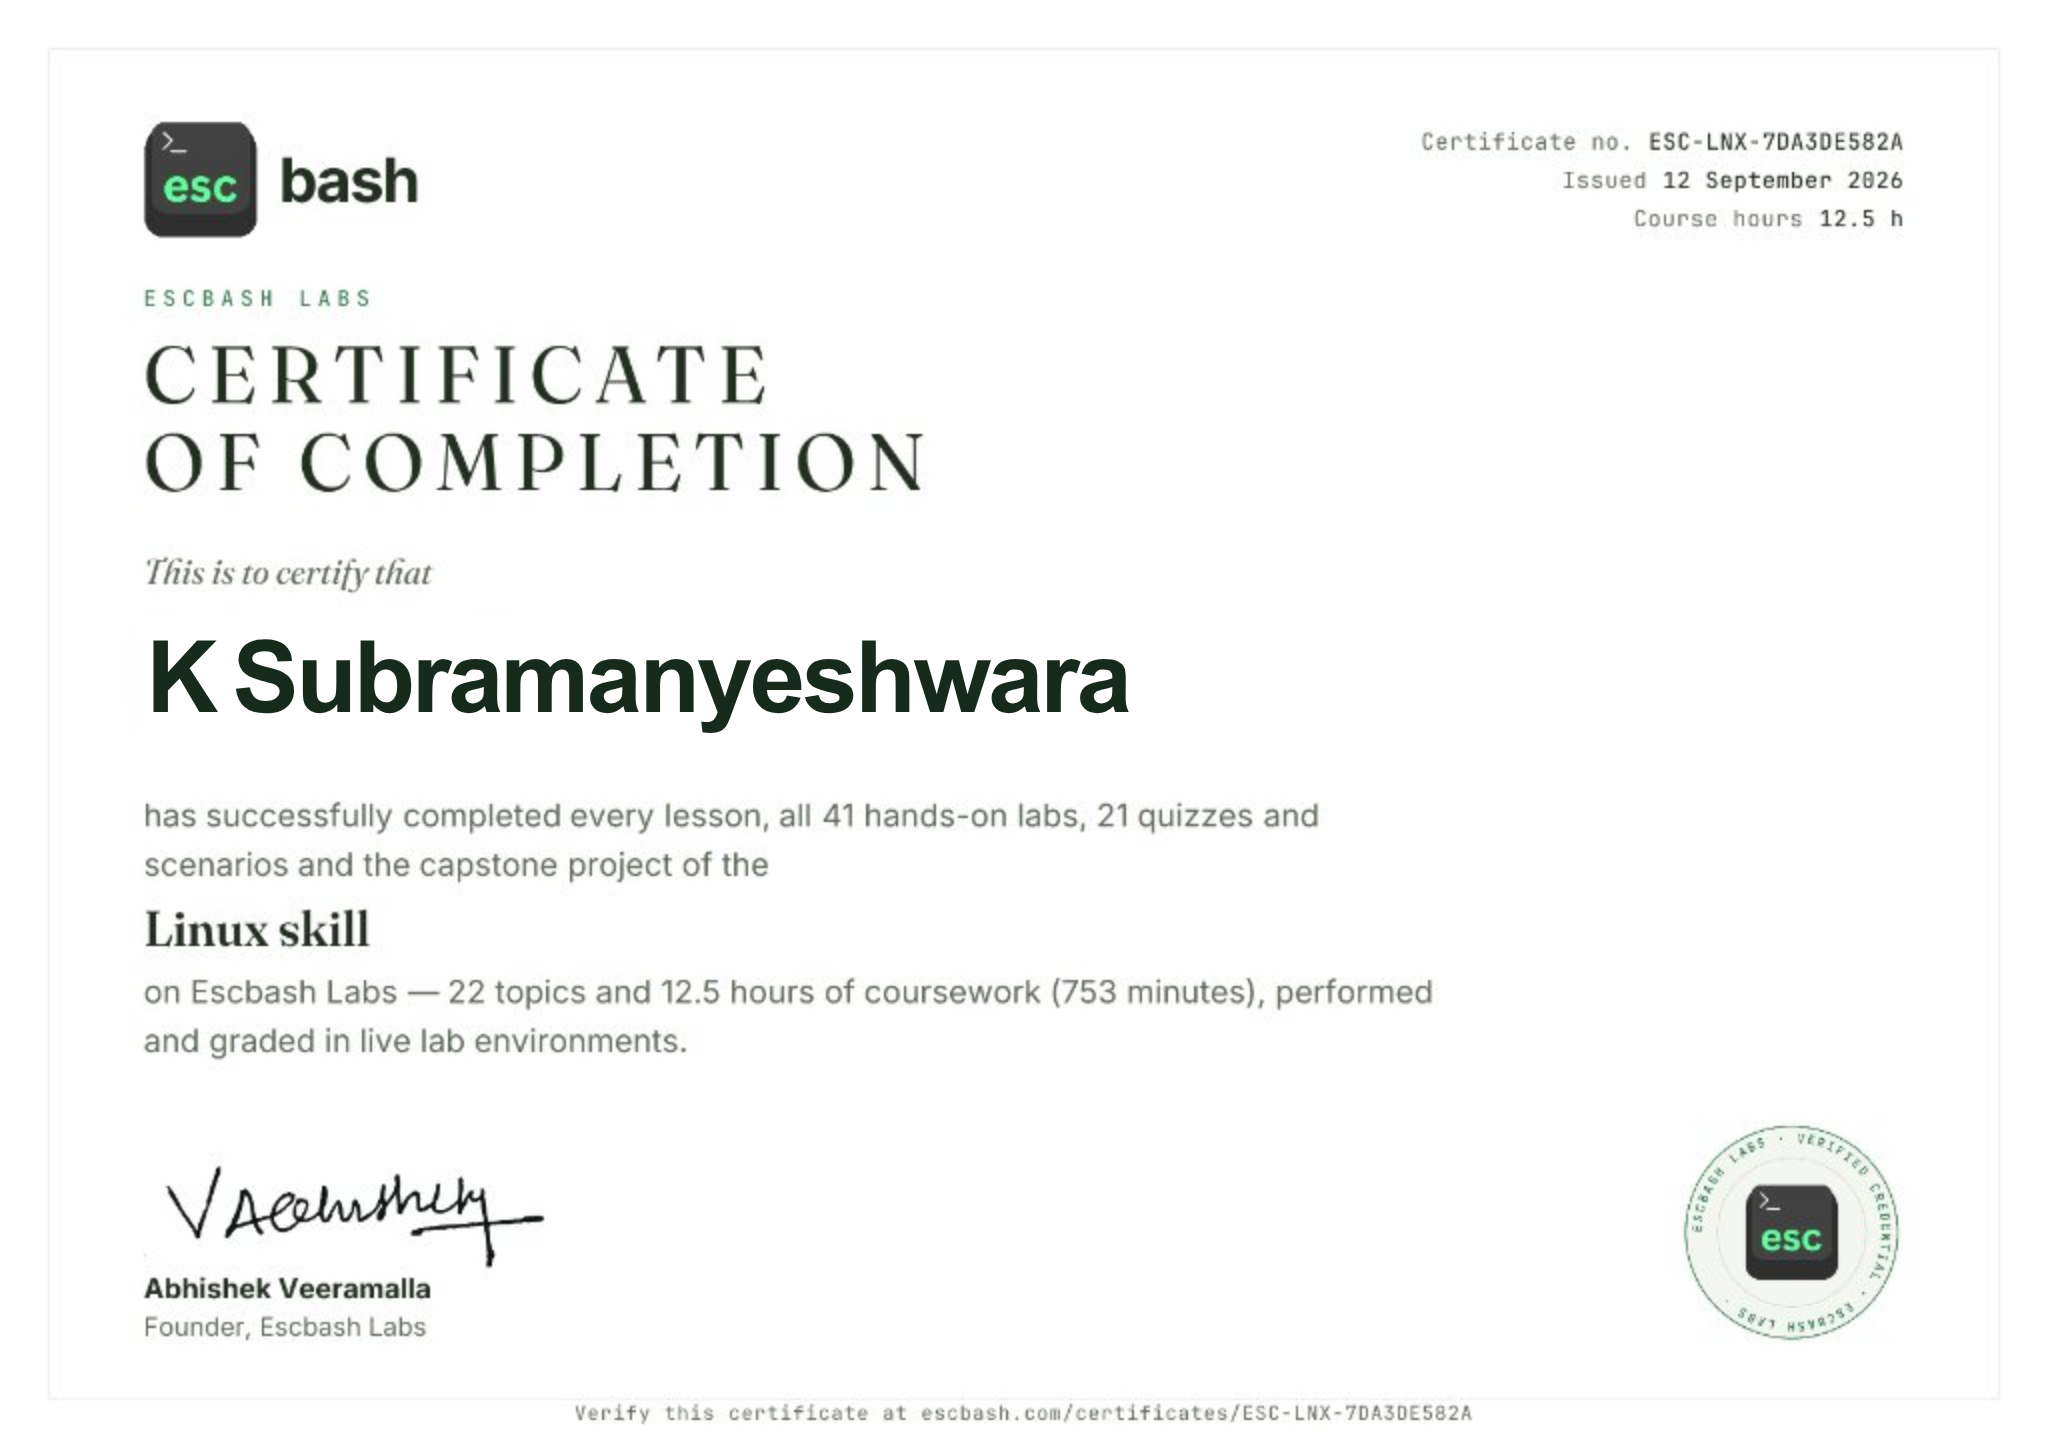 >_
esc bash
Certificate no. ESC-LNX-7DA3DE582A
Issued 12 September 2026
Course hours 12.5 h
ESCBASH LABS
CERTIFICATE
OF COMPLETION
This is to certify that
K Subramanyeshwara
has successfully completed every lesson, all 41 hands-on labs, 21 quizzes and
scenarios and the capstone project of the
Linux skill
on Escbash Labs — 22 topics and 12.5 hours of coursework (753 minutes), performed
and graded in live lab environments.
VAbhishek
Abhishek Veeramalla
Founder, Escbash Labs
ESCBASH LABS · VERIFIED CREDENTIAL · ESCBASH LABS ·
>_
esc
Verify this certificate at escbash.com/certificates/ESC-LNX-7DA3DE582A